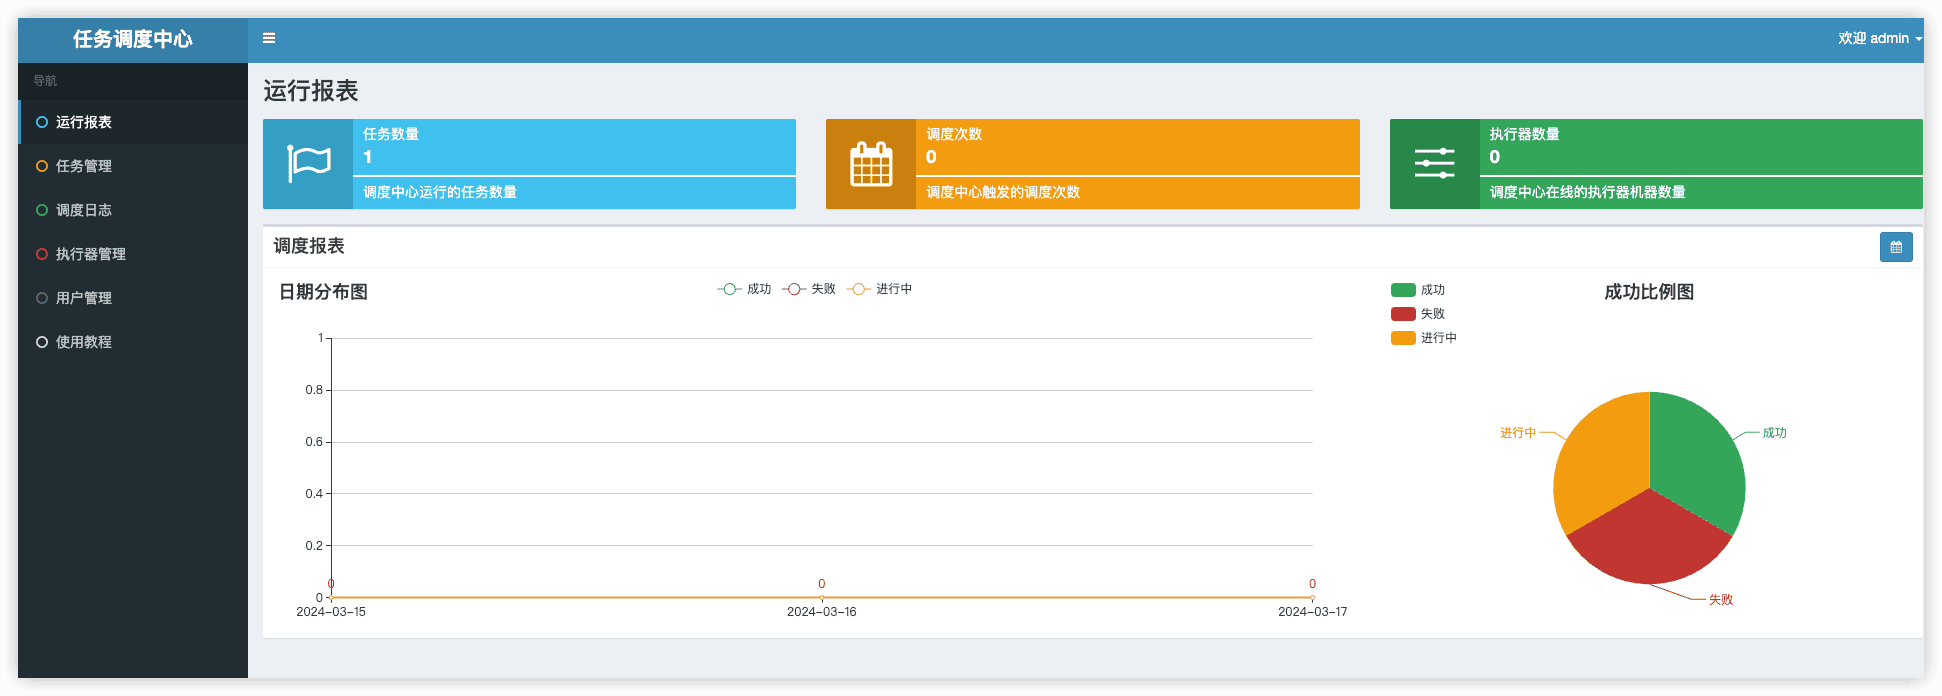 任务调度中心
欢迎 admin
导航
运行报表
任务管理
调度日志
执行器管理
用户管理
使用教程
运行报表
任务数量
1
调度中心运行的任务数量
调度次数
0
调度中心触发的调度次数
执行器数量
0
调度中心在线的执行器机器数量
调度报表
日期分布图
成功 失败 进行中
1
0.8
0.6
0.4
0.2
0
0 0 0
2024-03-15 2024-03-16 2024-03-17
成功
失败
进行中
成功比例图
进行中
成功
失败